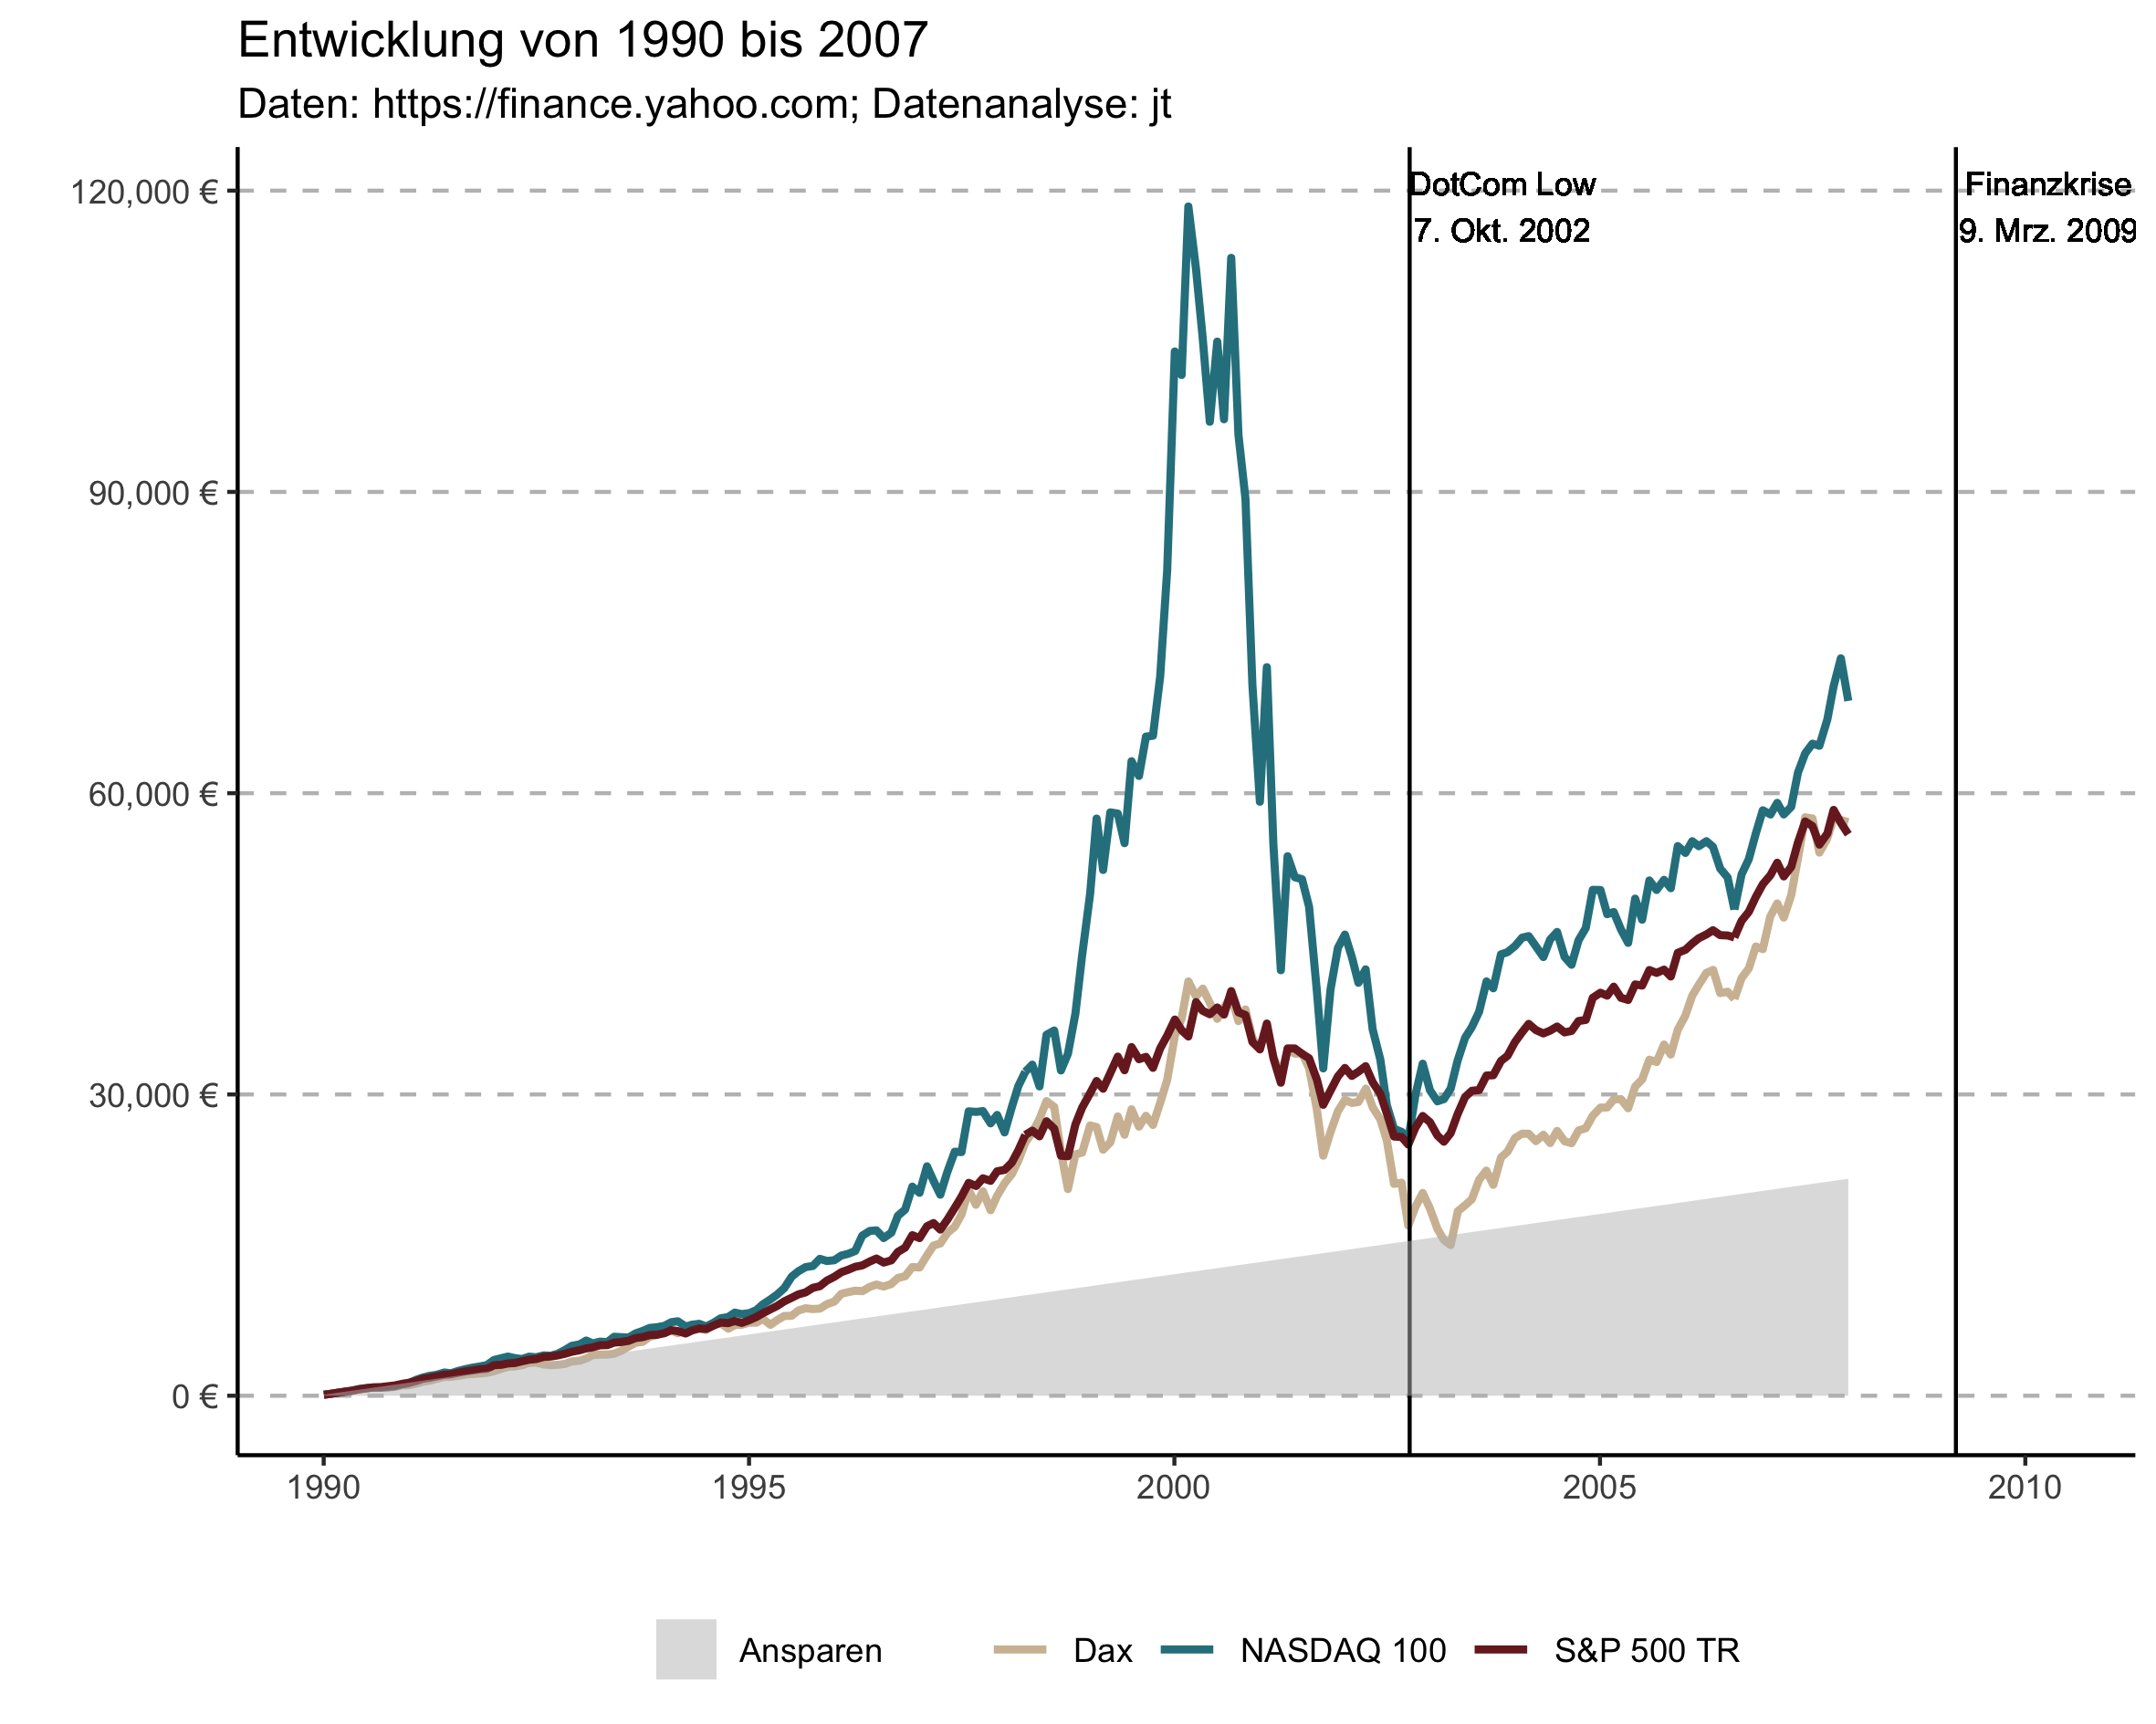 Entwicklung von 1990 bis 2007
Daten: https://finance.yahoo.com; Datenanalyse: jt
120,000 €
90,000 €
60,000 €
30,000 €
0 €
DotCom Low
7. Okt. 2002
Finanzkrise
9. Mrz. 2009
1990 1995 2000 2005 2010
Ansparen Dax NASDAQ 100 S&P 500 TR